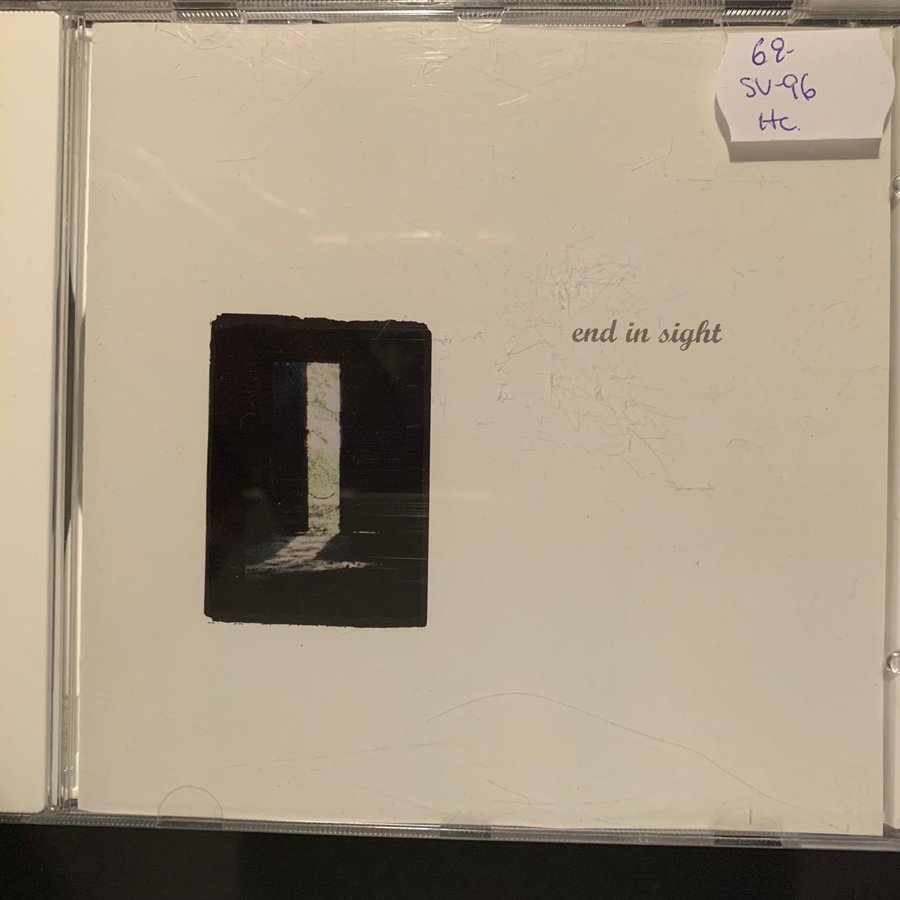 69-
SV-96
HC.
end in sight